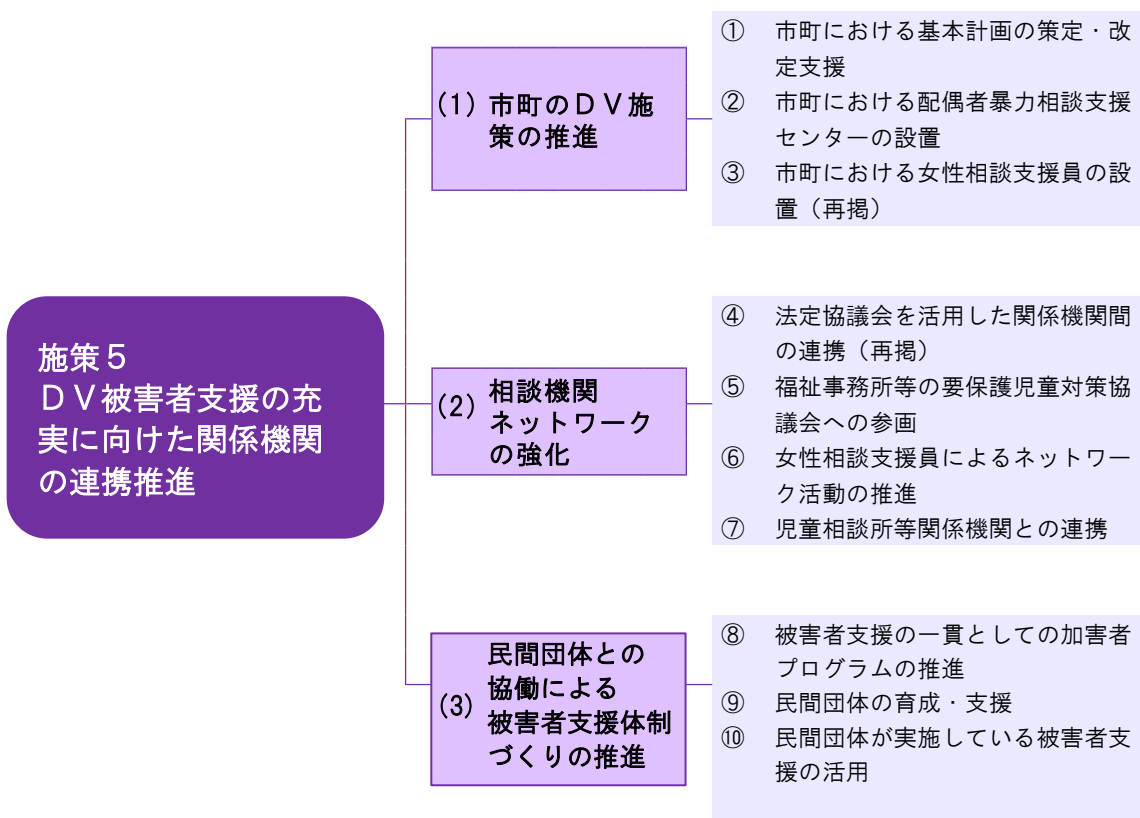 施策５
ＤＶ被害者支援の充
実に向けた関係機関
の連携推進
(1) 市町のＤＶ施
策の推進
① 市町における基本計画の策定・改
定支援
② 市町における配偶者暴力相談支援
センターの設置
③ 市町における女性相談支援員の設
置（再掲）
(2) 相談機関
ネットワーク
の強化
④ 法定協議会を活用した関係機関間
の連携（再掲）
⑤ 福祉事務所等の要保護児童対策協
議会への参画
⑥ 女性相談支援員によるネットワー
ク活動の推進
⑦ 児童相談所等関係機関との連携
(3) 民間団体との
協働による
被害者支援体制
づくりの推進
⑧ 被害者支援の一貫としての加害者
プログラムの推進
⑨ 民間団体の育成・支援
⑩ 民間団体が実施している被害者支
援の活用